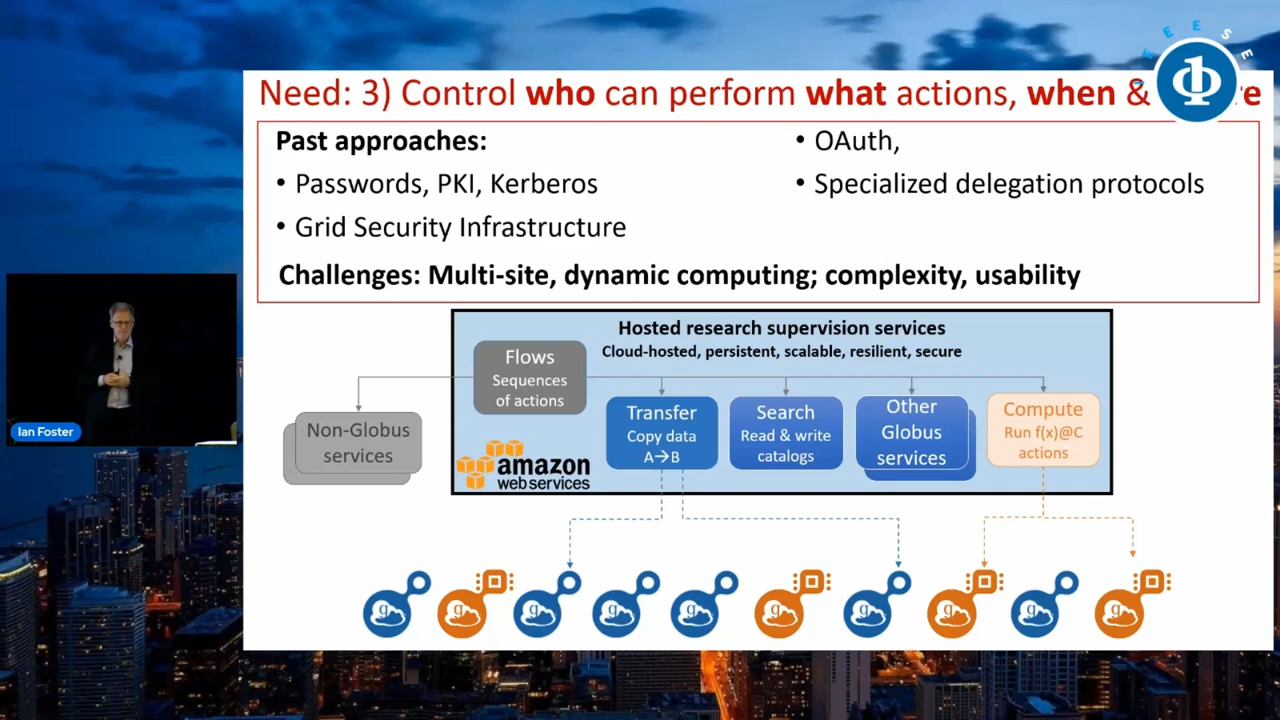 Need: 3) Control who can perform what actions, when & e
Past approaches:
• Passwords, PKI, Kerberos
• Grid Security Infrastructure
• OAuth,
• Specialized delegation protocols
Challenges: Multi-site, dynamic computing; complexity, usability
Hosted research supervision services
Cloud-hosted, persistent, scalable, resilient, secure
Flows
Sequences
of actions
Non-Globus
services
Transfer
Copy data
A→B
Search
Read & write
catalogs
Other
Globus
services
Compute
Run f(x)@C
actions
amazon
web services
Ian Foster
E E E S E